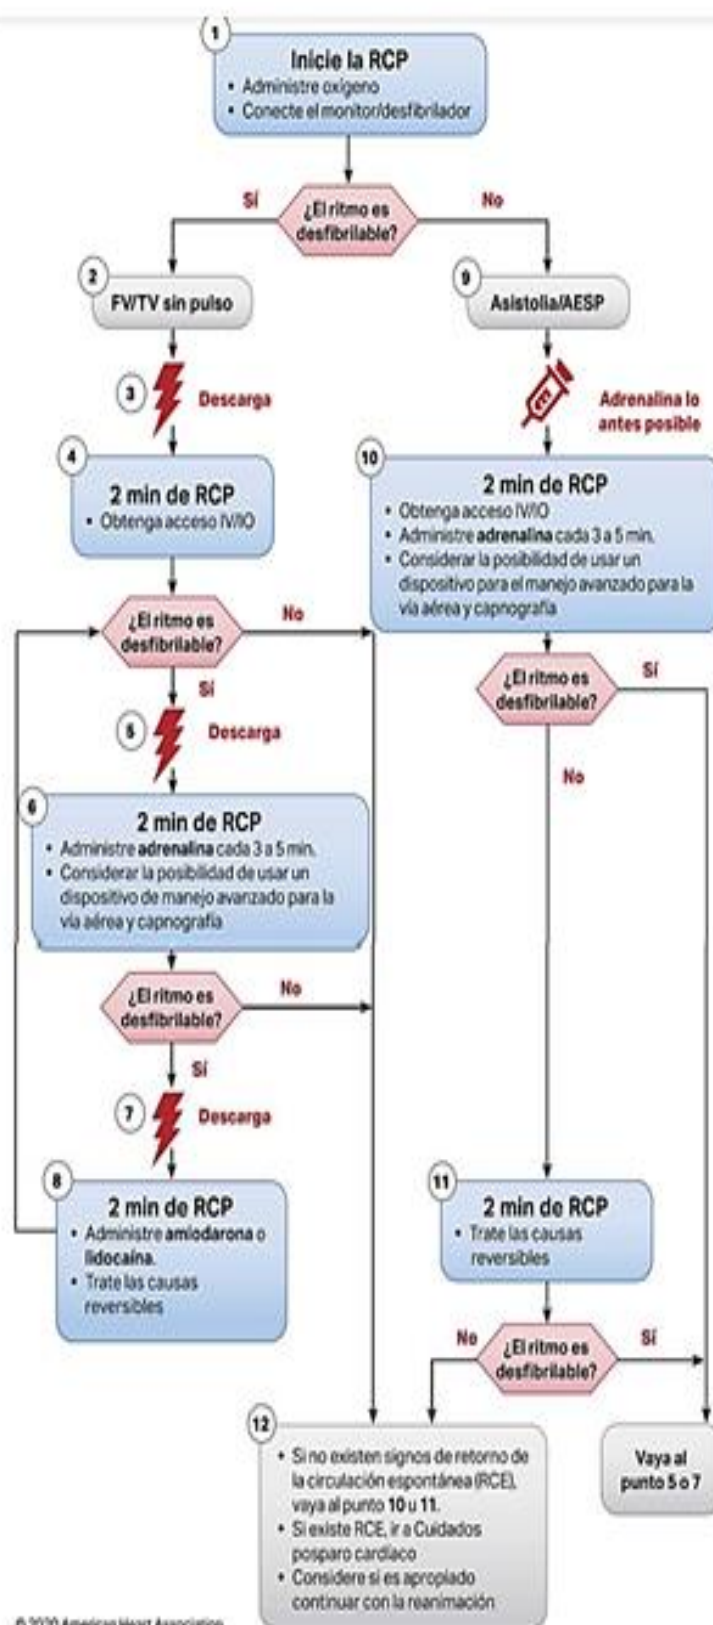 1
Inicie la RCP
• Administre oxígeno
• Conecte el monitor/desfibrilador
¿El ritmo es
desfibrilable?
Sí
No
2
FV/TV sin pulso
9
Asistolia/AESP
3
Descarga
Adrenalina lo
antes posible
4
2 min de RCP
• Obtenga acceso IV/IO
10
2 min de RCP
• Obtenga acceso IV/IO
• Administre adrenalina cada 3 a 5 min.
• Considerar la posibilidad de usar un
dispositivo para el manejo avanzado para la
vía aérea y capnografía
¿El ritmo es
desfibrilable?
No
Sí
¿El ritmo es
desfibrilable?
Sí
No
5
Descarga
6
2 min de RCP
• Administre adrenalina cada 3 a 5 min.
• Considerar la posibilidad de usar un
dispositivo de manejo avanzado para la
vía aérea y capnografía
¿El ritmo es
desfibrilable?
No
Sí
7
Descarga
8
2 min de RCP
• Administre amiodarona o
lidocaína.
• Trate las causas
reversibles
11
2 min de RCP
• Trate las causas
reversibles
¿El ritmo es
desfibrilable?
No
Sí
12
• Si no existen signos de retorno de
la circulación espontánea (RCE),
vaya al punto 10 u 11.
• Si existe RCE, ir a Cuidados
posparo cardíaco
• Considere si es apropiado
continuar con la reanimación
Vaya al
punto 5 o 7
© 2020 American Heart Association